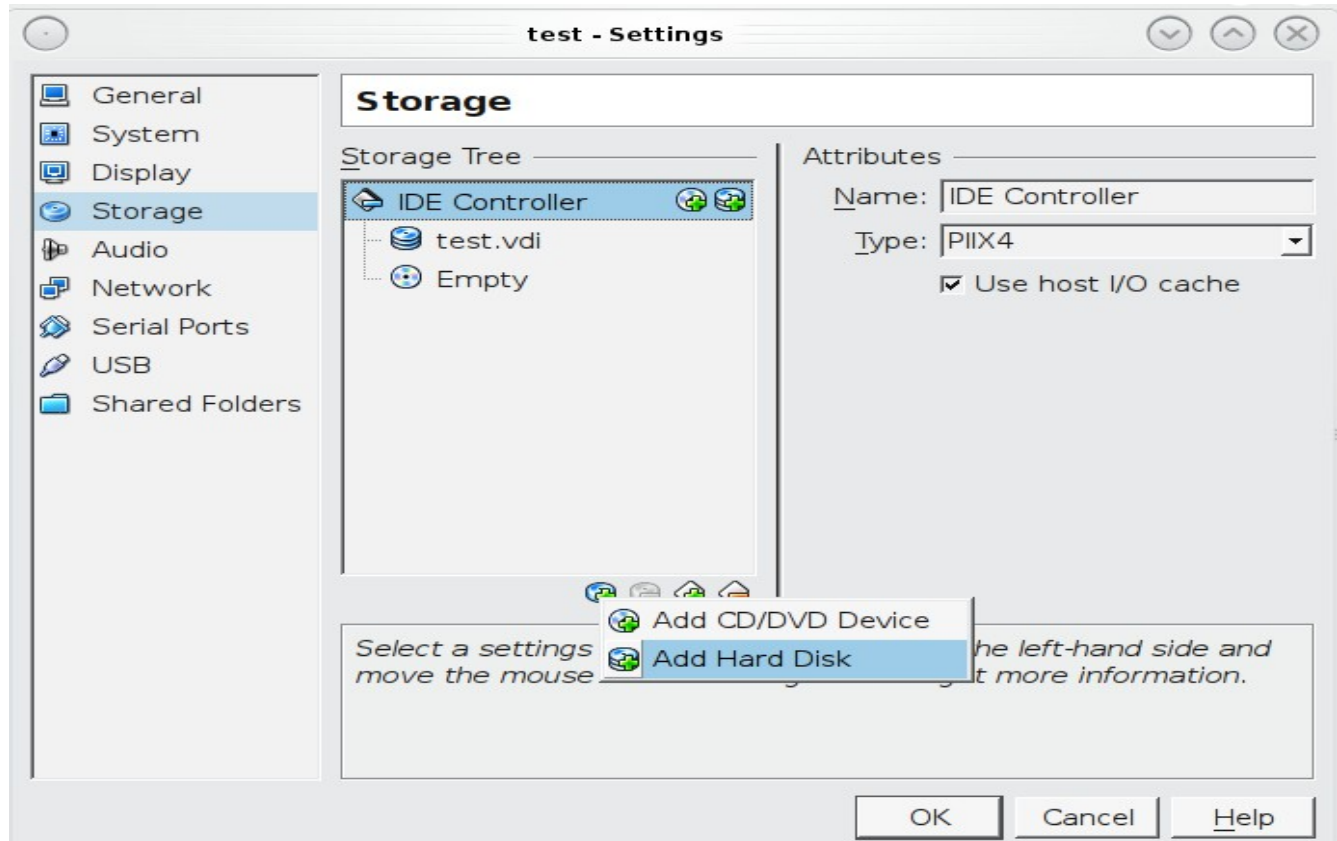 test - Settings
General
System
Display
Storage
Audio
Network
Serial Ports
USB
Shared Folders
Storage
Storage Tree
IDE Controller
test.vdi
Empty
Attributes
Name: IDE Controller
Type: PIIX4
Use host I/O cache
Add CD/DVD Device
Add Hard Disk
Select a settings he left-hand side and
move the mouse t more information.
OK Cancel Help